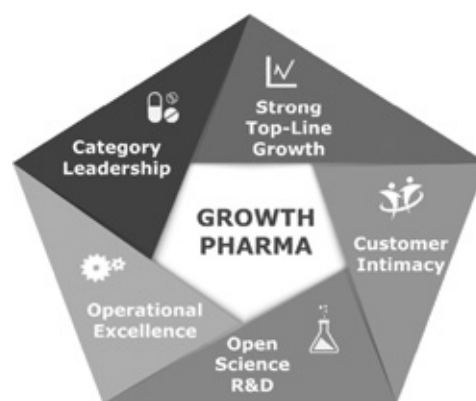 Strong
Top-Line
Growth
Category
Leadership
GROWTH
PHARMA
Customer
Intimacy
Operational
Excellence
Open
Science
R&D